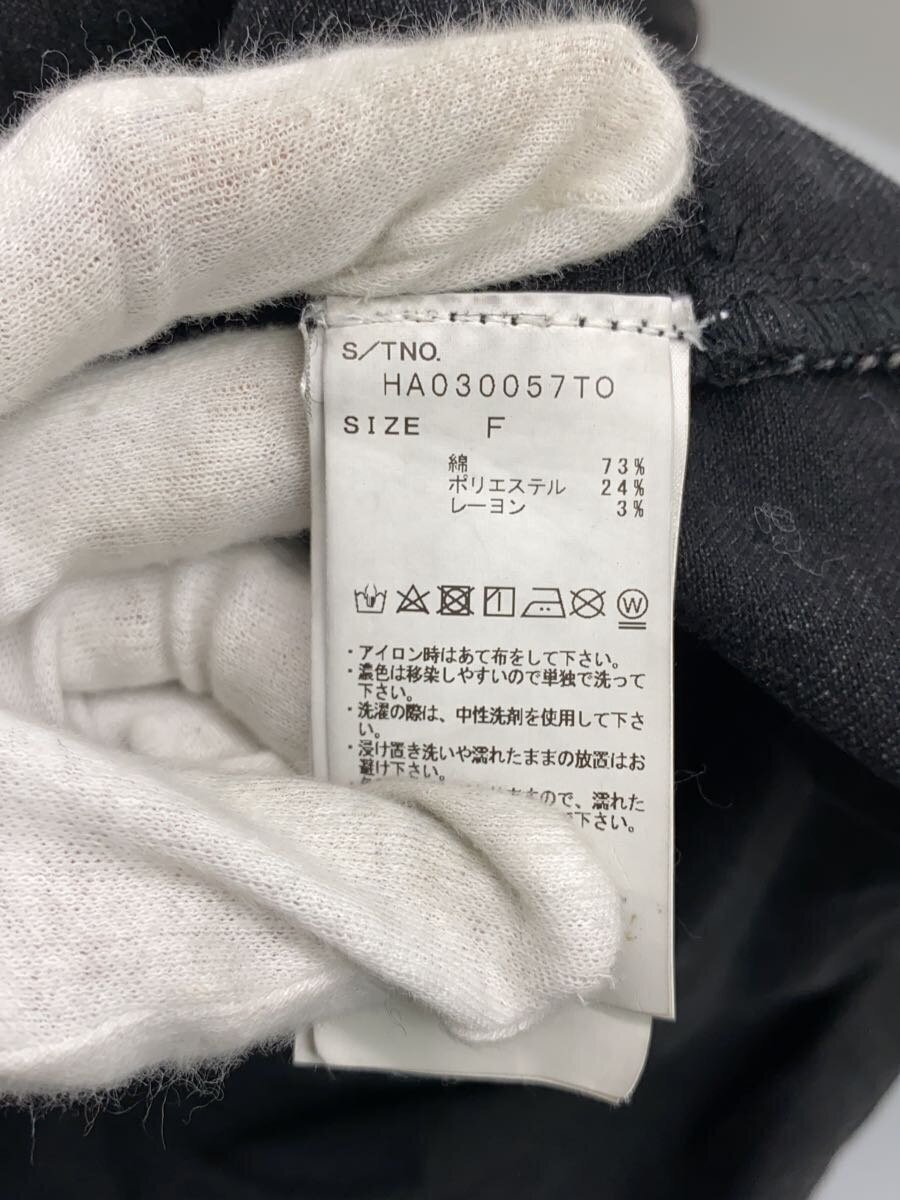 S/TNO.
HA030057TO
SIZE F
綿 73%
ポリエステル 24%
レーヨン 3%
W
・アイロン時はあて布をして下さい。
・濃色は移染しやすいので単独で洗って
下さい。
・洗濯の際は、中性洗剤を使用して下さ
い。
・浸け置き洗いや濡れたままの放置はお
避け下さい。
ますので、濡れた
下さい。